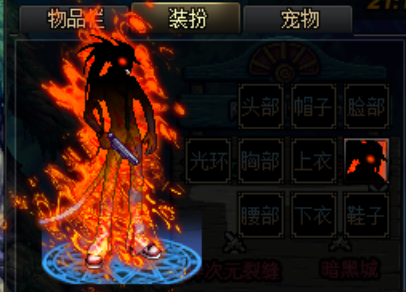 物品栏 装扮 宠物
头部 帽子 脸部
光环 胸部 上衣
腰部 下衣 鞋子
次元裂缝 暗黑城